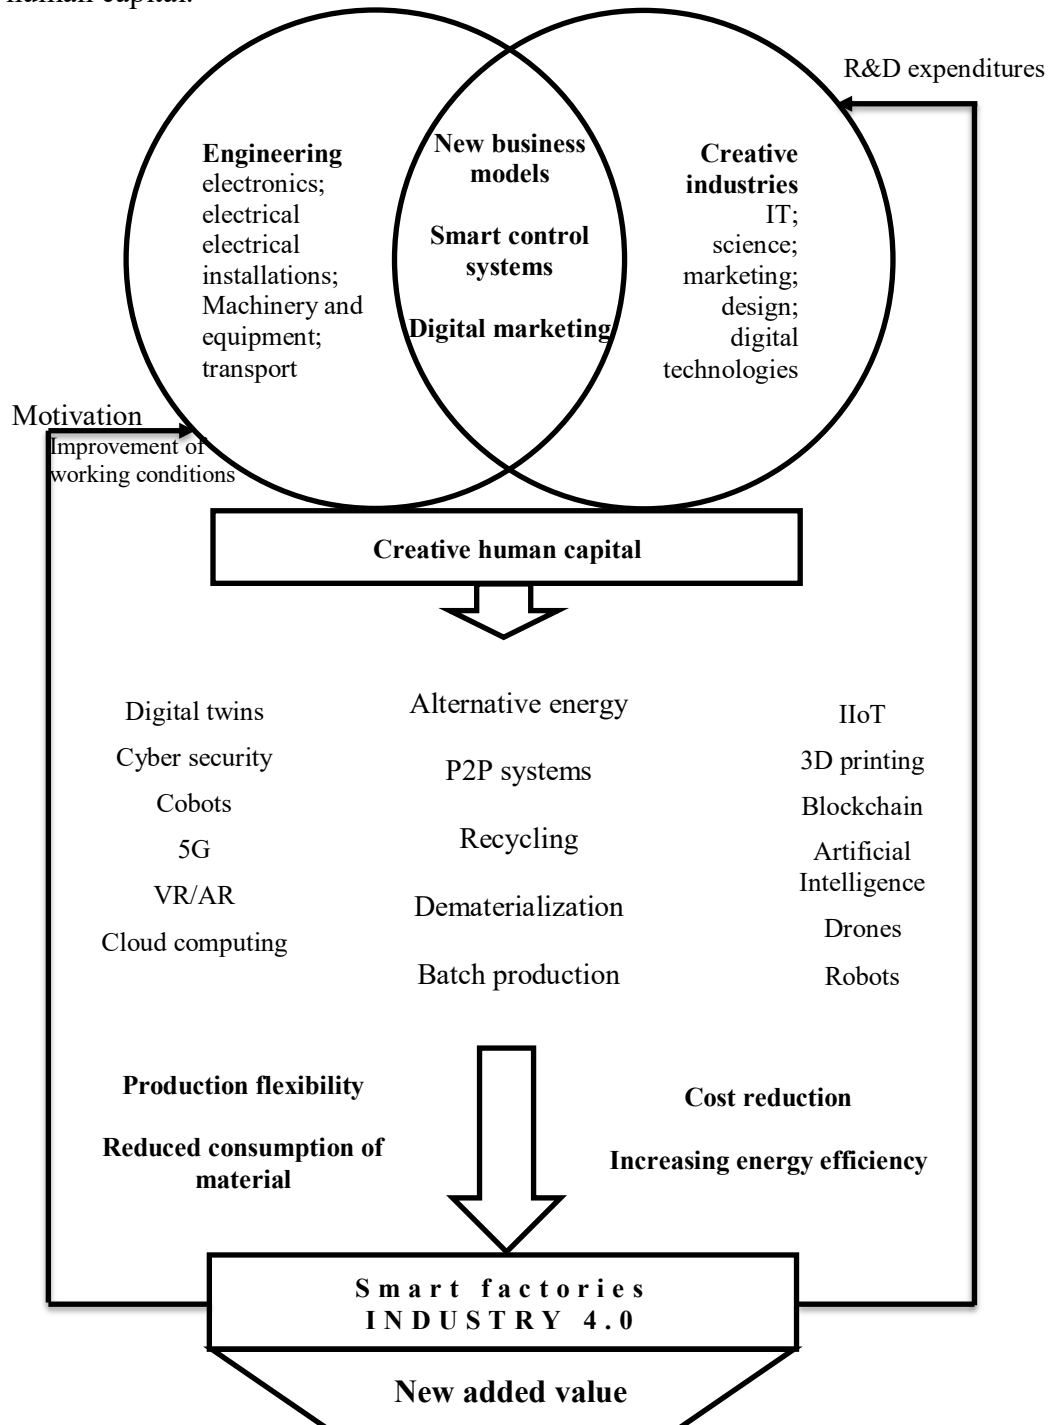 human capital.
R&D expenditures
Engineering
electronics;
electrical
electrical
installations;
Machinery and
equipment;
transport
New business
models
Smart control
systems
Digital marketing
Creative
industries
IT;
science;
marketing;
design;
digital
technologies
Motivation
Improvement of
working conditions
Creative human capital
Digital twins
Cyber security
Cobots
5G
VR/AR
Cloud computing
Alternative energy
P2P systems
Recycling
Dematerialization
Batch production
IIoT
3D printing
Blockchain
Artificial
Intelligence
Drones
Robots
Production flexibility
Reduced consumption of
material
Cost reduction
Increasing energy efficiency
Smart factories
INDUSTRY 4.0
New added value